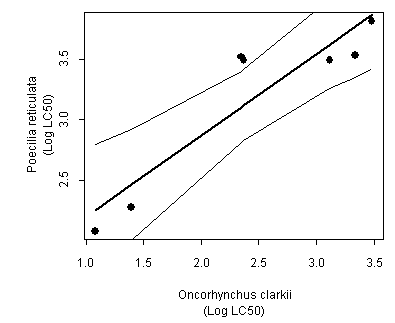 Poecilia reticulata
(Log LC50)
3.5
3.0
2.5
1.0 1.5 2.0 2.5 3.0 3.5
Oncorhynchus clarkii
(Log LC50)